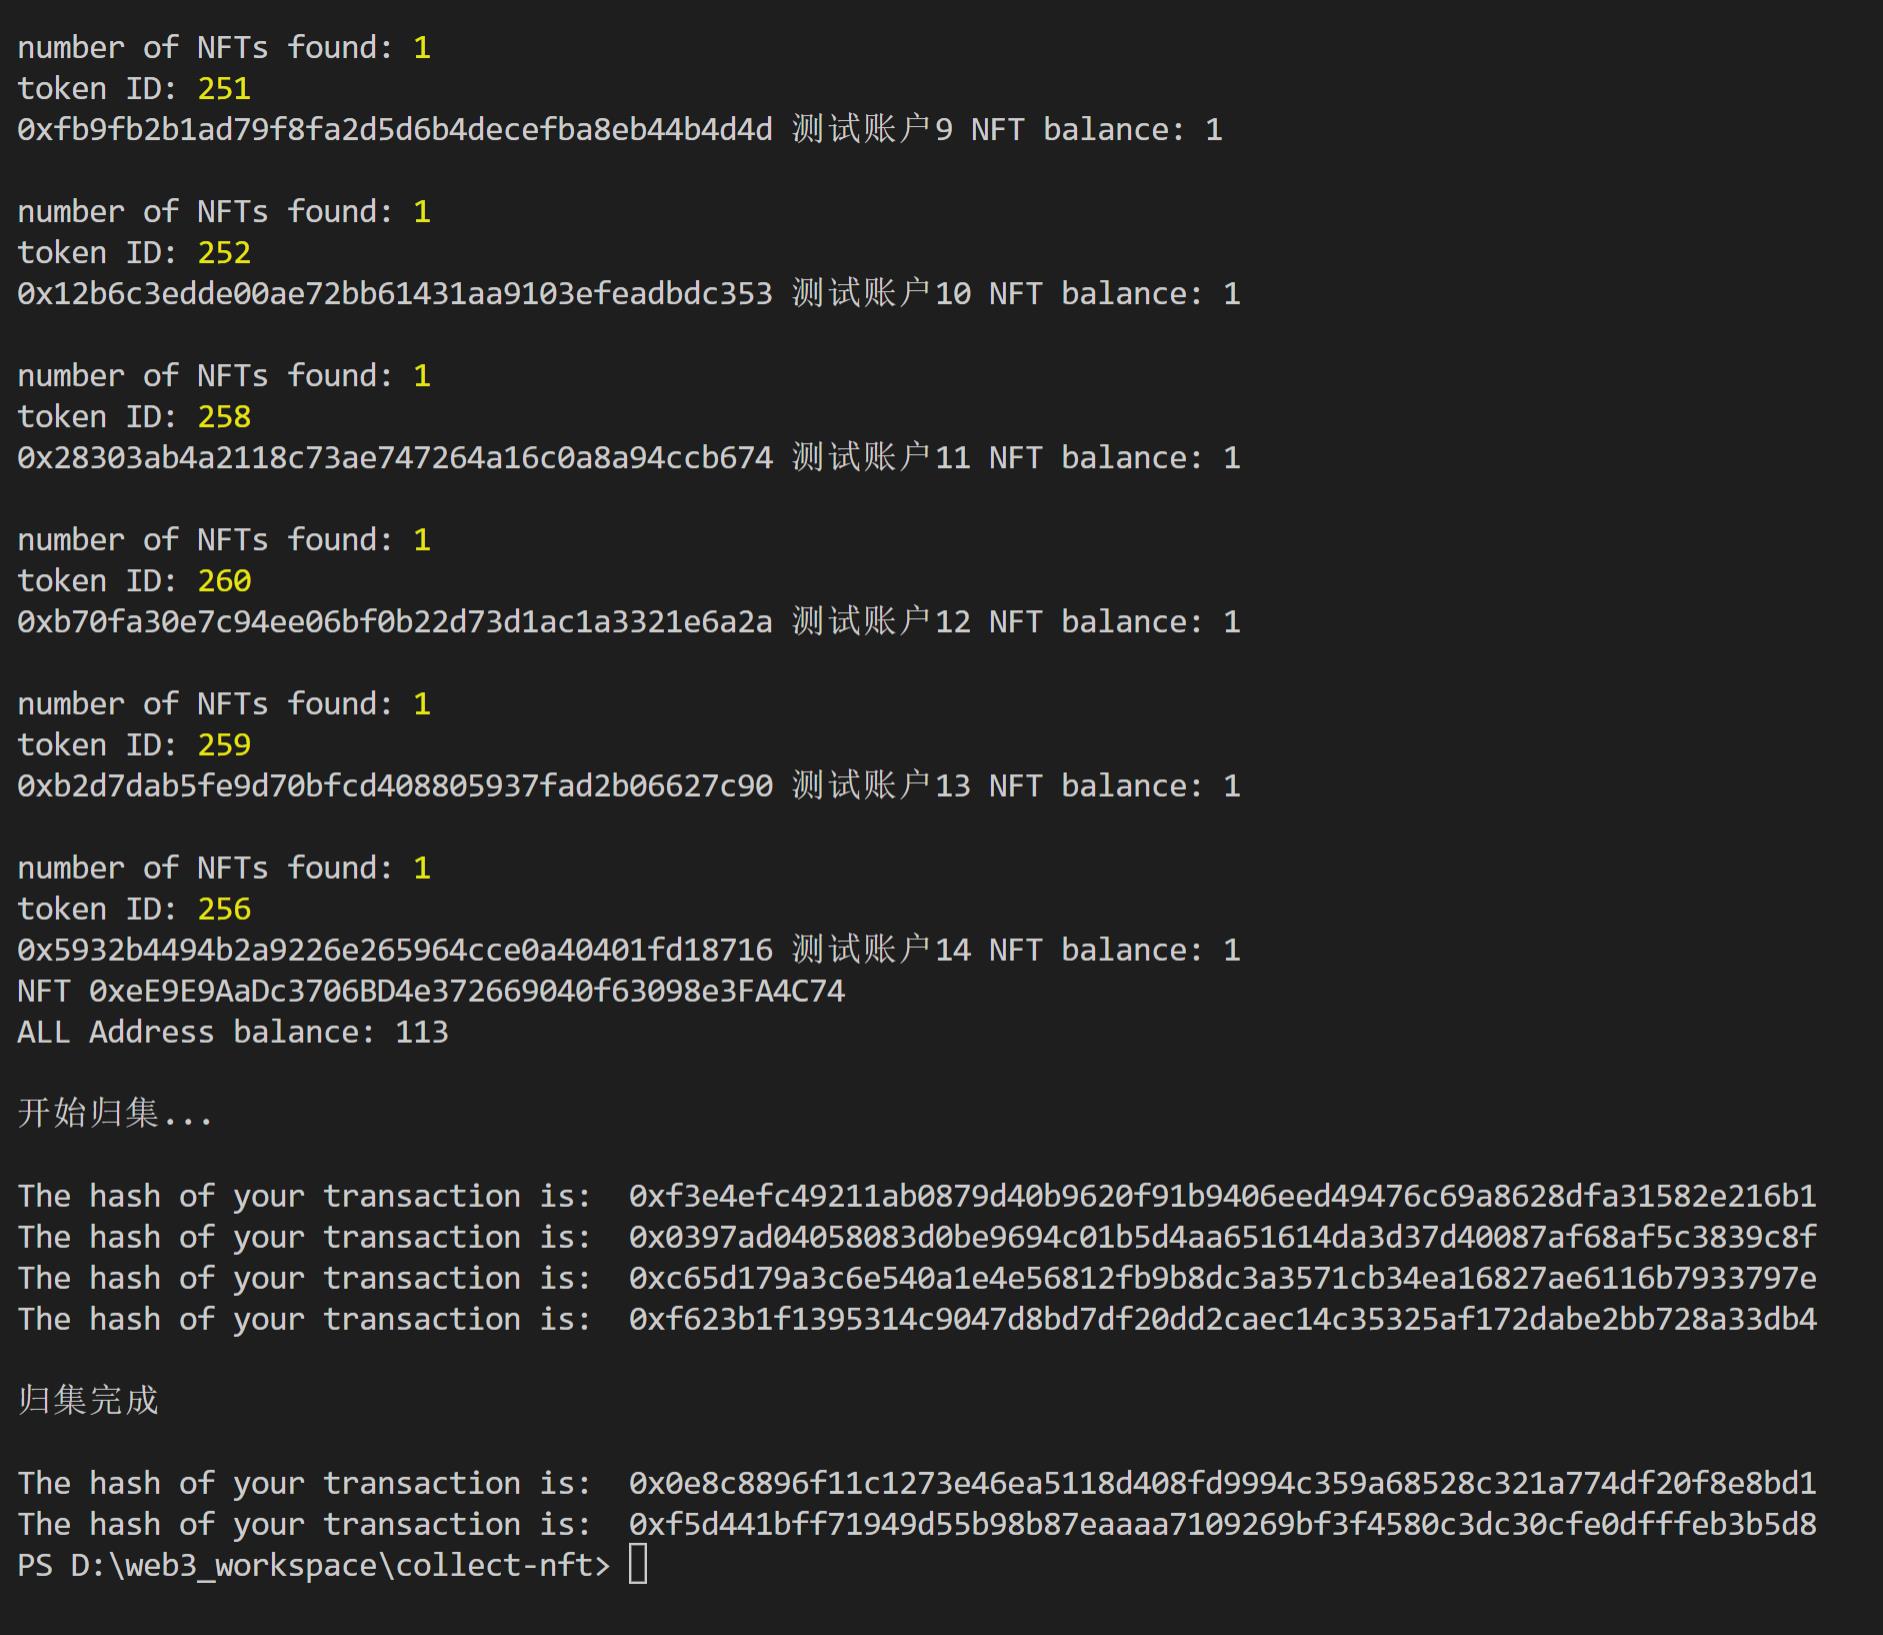 number of NFTs found: 1
token ID: 251
0xfb9fb2b1ad79f8fa2d5d6b4decefba8eb44b4d4d 测试账户9 NFT balance: 1
number of NFTs found: 1
token ID: 252
0x12b6c3edde00ae72bb61431aa9103efeadbdc353 测试账户10 NFT balance: 1
number of NFTs found: 1
token ID: 258
0x28303ab4a2118c73ae747264a16c0a8a94ccb674 测试账户11 NFT balance: 1
number of NFTs found: 1
token ID: 260
0xb70fa30e7c94ee06bf0b22d73d1ac1a3321e6a2a 测试账户12 NFT balance: 1
number of NFTs found: 1
token ID: 259
0xb2d7dab5fe9d70bfcd408805937fad2b06627c90 测试账户13 NFT balance: 1
number of NFTs found: 1
token ID: 256
0x5932b4494b2a9226e265964cce0a40401fd18716 测试账户14 NFT balance: 1
NFT 0xeE9E9AaDc3706BD4e372669040f63098e3FA4C74
ALL Address balance: 113
开始归集...
The hash of your transaction is:  0xf3e4efc49211ab0879d40b9620f91b9406eed49476c69a8628dfa31582e216b1
The hash of your transaction is:  0x0397ad04058083d0be9694c01b5d4aa651614da3d37d40087af68af5c3839c8f
The hash of your transaction is:  0xc65d179a3c6e540a1e4e56812fb9b8dc3a3571cb34ea16827ae6116b7933797e
The hash of your transaction is:  0xf623b1f1395314c9047d8bd7df20dd2caec14c35325af172dabe2bb728a33db4
归集完成
The hash of your transaction is:  0x0e8c8896f11c1273e46ea5118d408fd9994c359a68528c321a774df20f8e8bd1
The hash of your transaction is:  0xf5d441bff71949d55b98b87eaaaa7109269bf3f4580c3dc30cfe0dfffeb3b5d8
PS D:\web3_workspace\collect-nft>